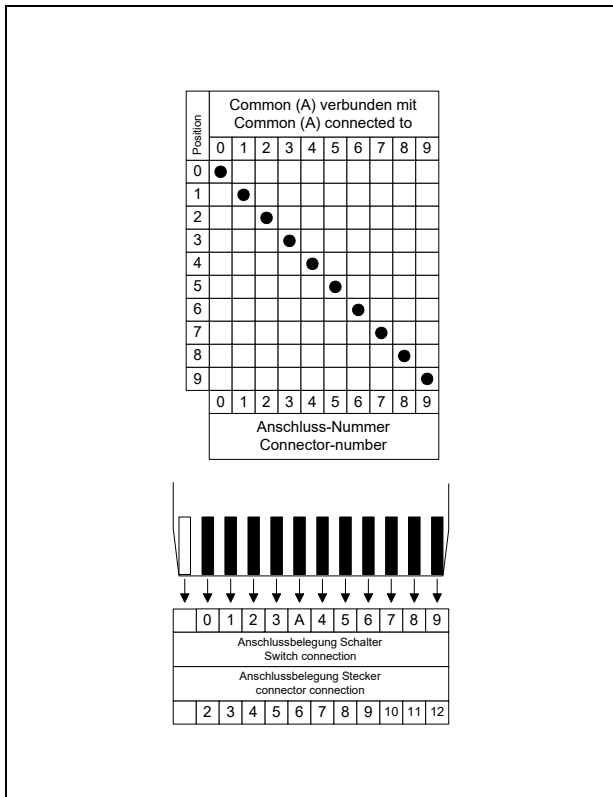 Common (A) verbunden mit
Common (A) connected to
Position
0 1 2 3 4 5 6 7 8 9
0
1
2
3
4
5
6
7
8
9
0 1 2 3 4 5 6 7 8 9
Anschluss-Nummer
Connector-number
0 1 2 3 A 4 5 6 7 8 9
Anschlussbelegung Schalter
Switch connection
Anschlussbelegung Stecker
connector connection
2 3 4 5 6 7 8 9 10 11 12